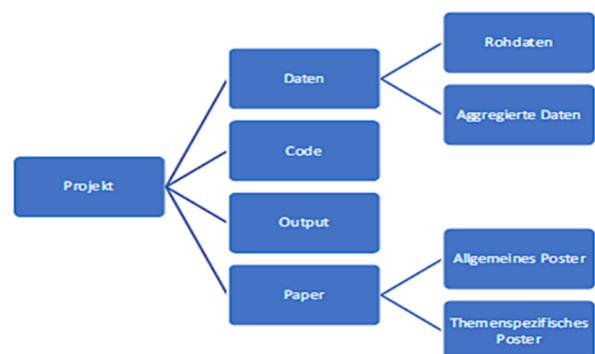 Projekt
Daten
Code
Output
Paper
Rohdaten
Aggregierte Daten
Allgemeines Poster
Themenspezifisches
Poster